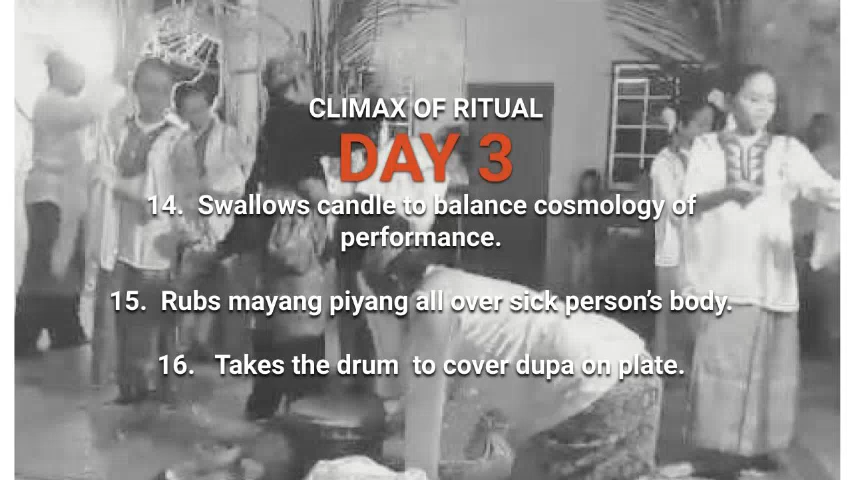 CLIMAX OF RITUAL
DAY 3
14. Swallows candle to balance cosmology of
performance.
15. Rubs mayang piyang all over sick person's body.
16. Takes the drum to cover dupa on plate.